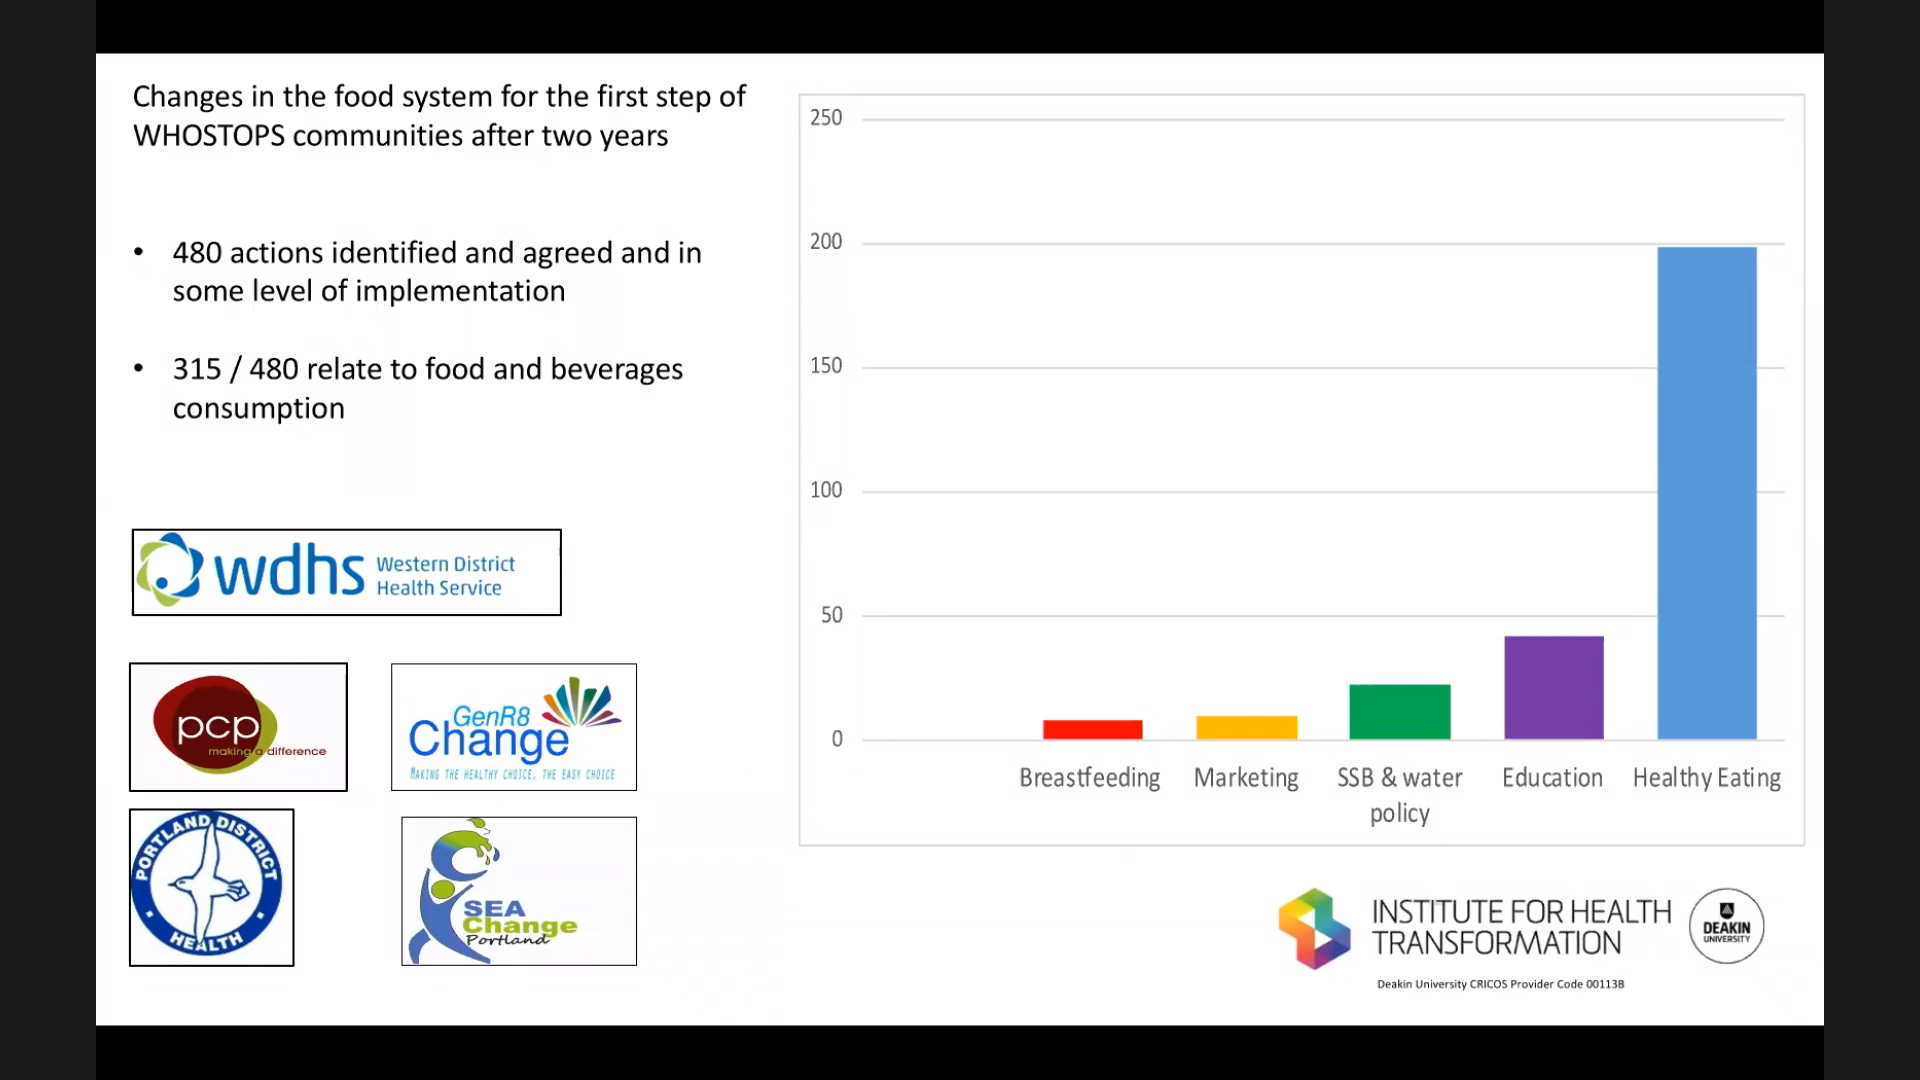 Changes in the food system for the first step of
WHOSTOPS communities after two years
• 480 actions identified and agreed and in
some level of implementation
• 315 / 480 relate to food and beverages
consumption
wdhs Western District
Health Service
pcp
making a difference
GenR8
Change
MAKING THE HEALTHY CHOICE, THE EASY CHOICE
PORTLAND DISTRICT
HEALTH
SEA
Change
Portland
250
200
150
100
50
0
Breastfeeding Marketing SSB & water Education Healthy Eating
policy
INSTITUTE FOR HEALTH
TRANSFORMATION
DEAKIN
UNIVERSITY
Deakin University CRICOS Provider Code 00113B